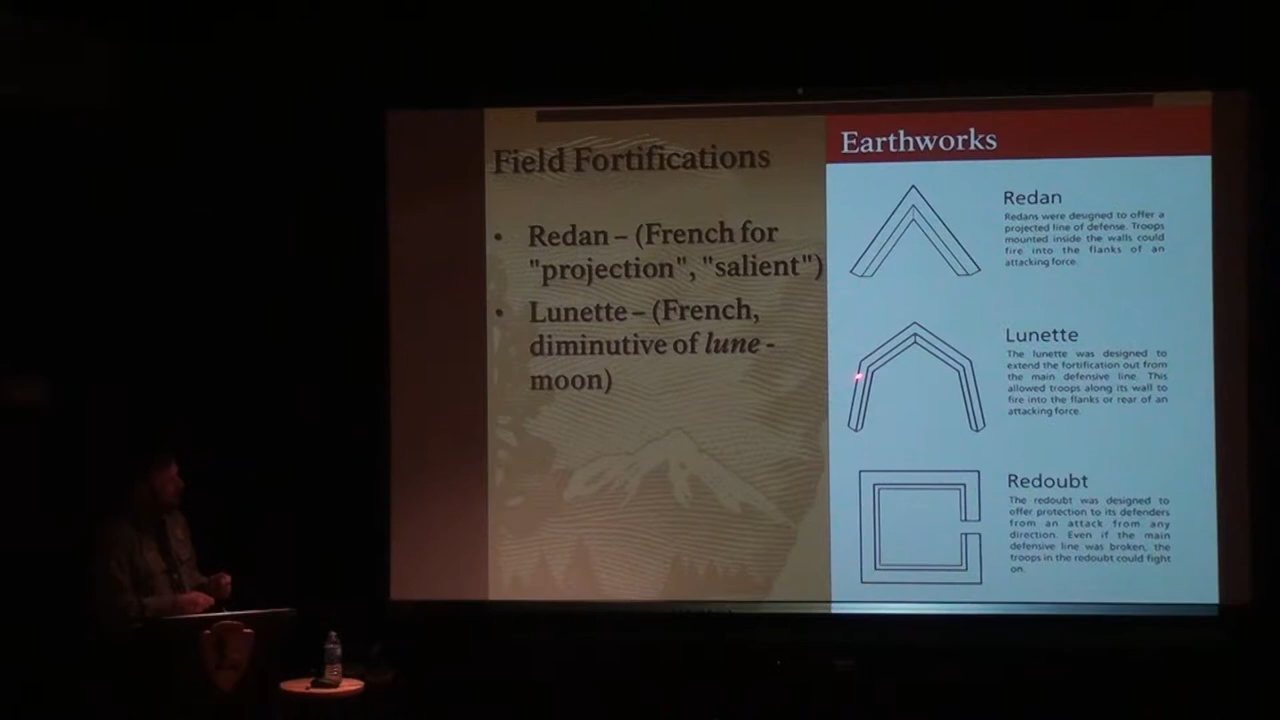 Field Fortifications
• Redan – (French for
"projection", "salient")
• Lunette – (French,
diminutive of lune -
moon)
Earthworks
Redan
Redans were designed to offer a
projected line of defense. Troops
mounted inside the walls could
fire into the flanks of an
attacking force.
Lunette
The lunette was designed to
extend the fortification out from
the main defensive line. This
allowed troops along its wall to
fire into the flanks or rear of an
attacking force.
Redoubt
The redoubt was designed to
offer protection to its defenders
from an attack from any
direction. Even if the main
defensive line was broken, the
troops in the redoubt could fight
on.